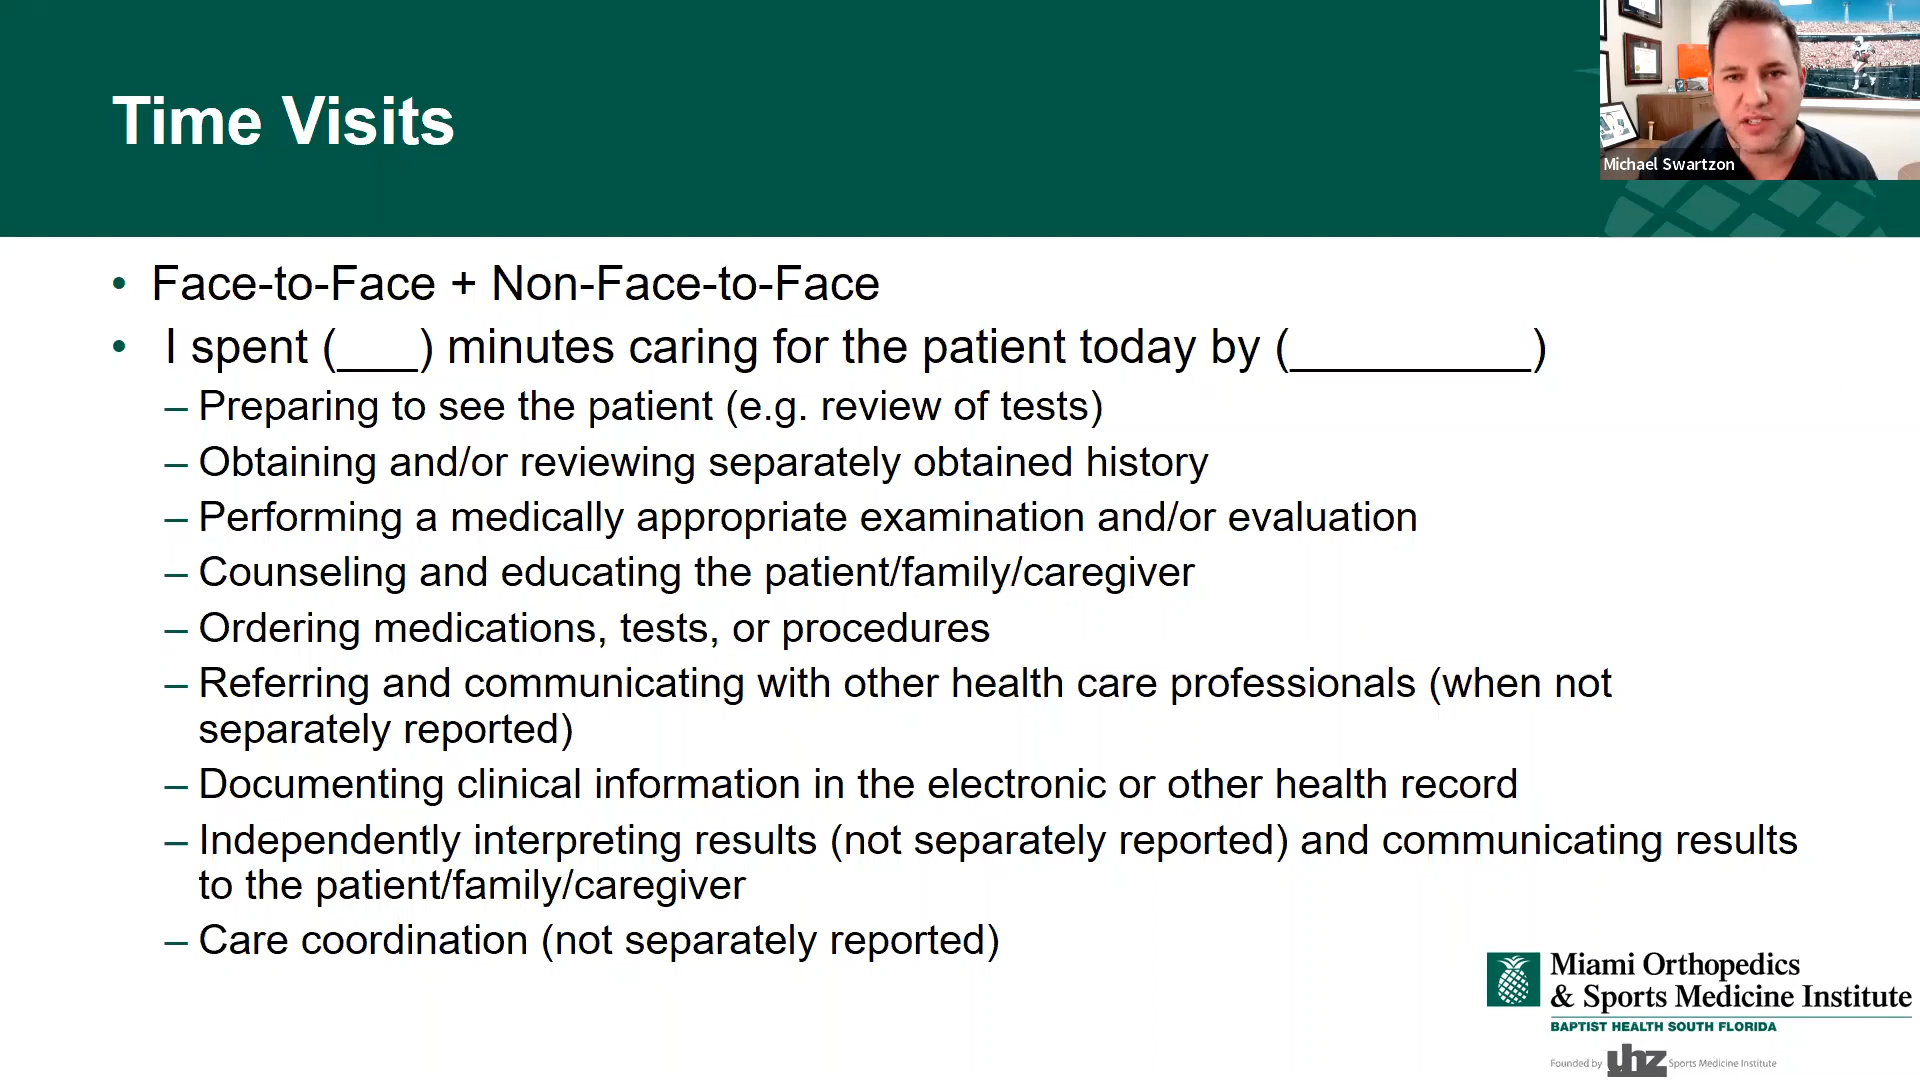 Time Visits
Michael Swartzon
• Face-to-Face + Non-Face-to-Face
• I spent (___) minutes caring for the patient today by (_________)
– Preparing to see the patient (e.g. review of tests)
– Obtaining and/or reviewing separately obtained history
– Performing a medically appropriate examination and/or evaluation
– Counseling and educating the patient/family/caregiver
– Ordering medications, tests, or procedures
– Referring and communicating with other health care professionals (when not
separately reported)
– Documenting clinical information in the electronic or other health record
– Independently interpreting results (not separately reported) and communicating results
to the patient/family/caregiver
– Care coordination (not separately reported)
Miami Orthopedics
& Sports Medicine Institute
BAPTIST HEALTH SOUTH FLORIDA
Founded by uhz Sports Medicine Institute